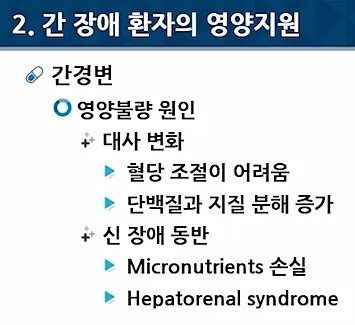 2. 간 장애 환자의 영양지원
간경변
영양불량 원인
대사 변화
혈당 조절이 어려움
단백질과 지질 분해 증가
신 장애 동반
Micronutrients 손실
Hepatorenal syndrome